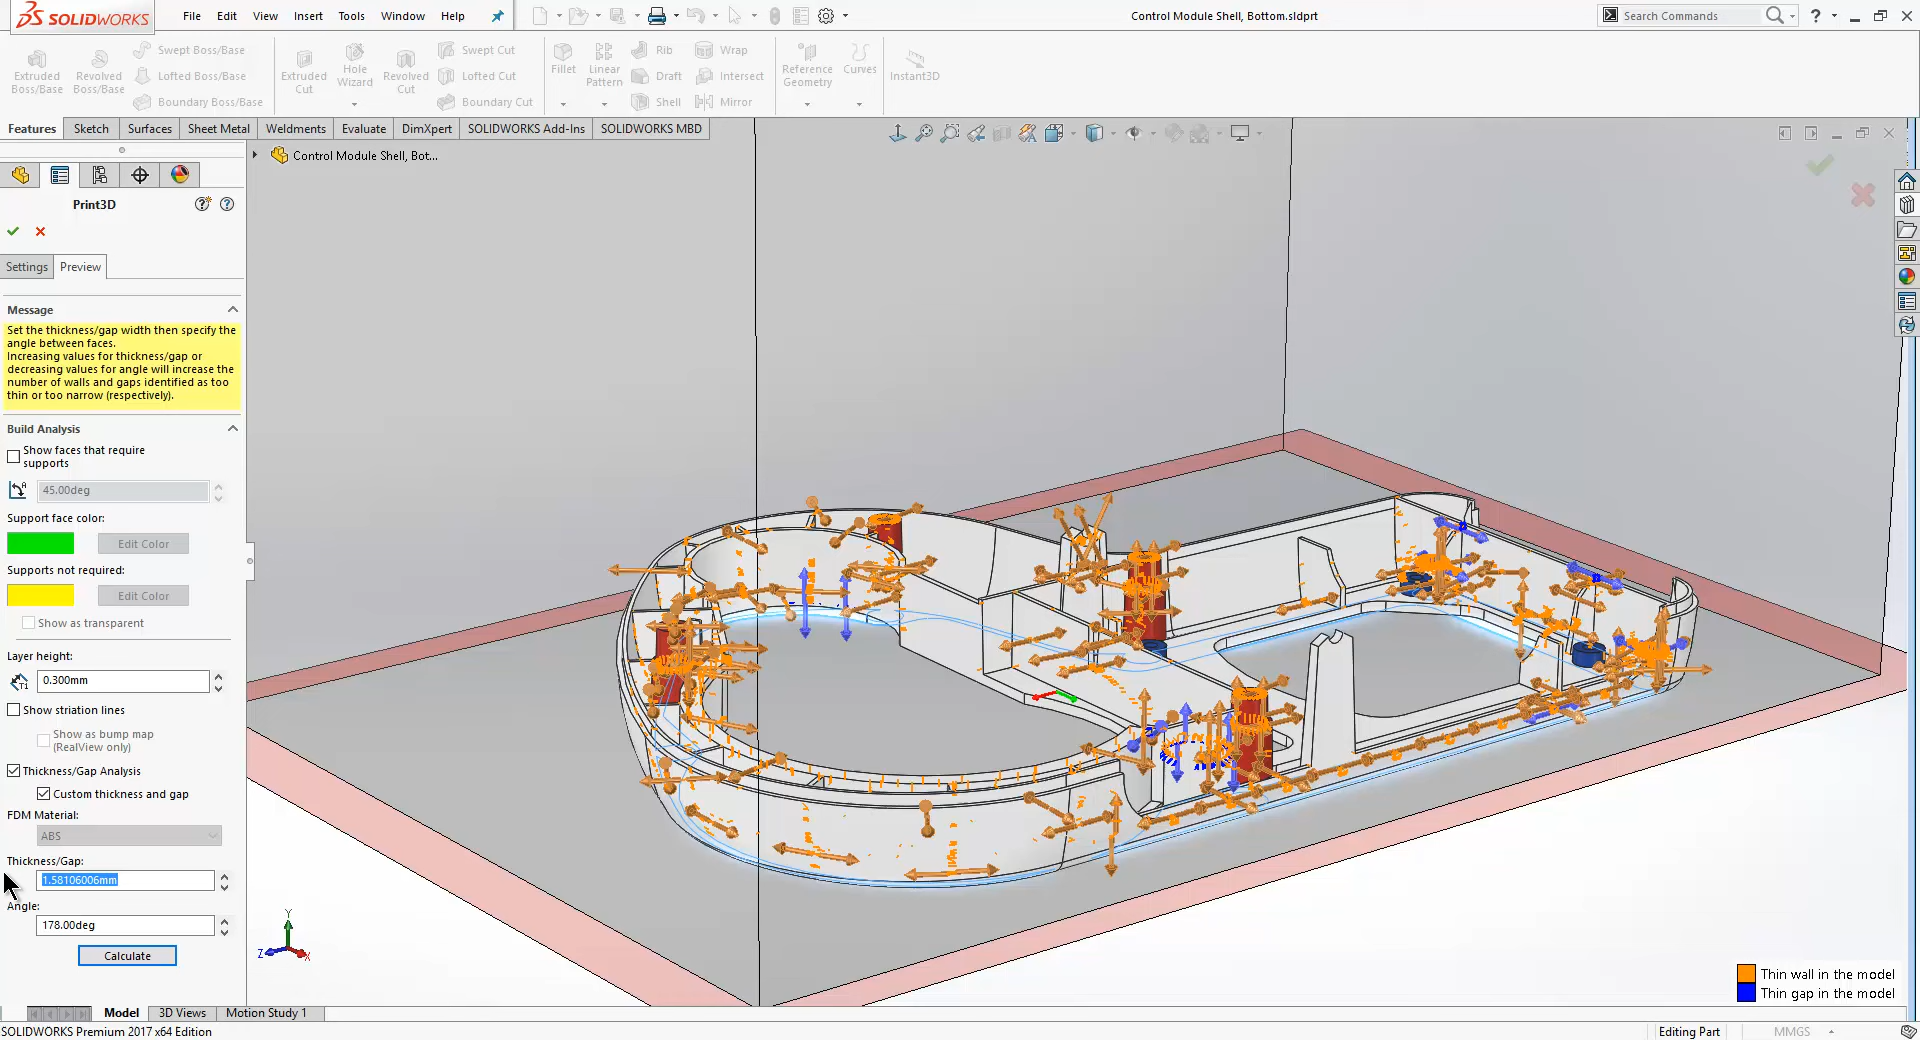 SOLIDWORKS
File Edit View Insert Tools Window Help
Control Module Shell, Bottom.sldprt
Search Commands
?
Extruded Boss/Base
Revolved Boss/Base
Swept Boss/Base
Lofted Boss/Base
Boundary Boss/Base
Extruded Cut
Hole Wizard
Revolved Cut
Swept Cut
Lofted Cut
Boundary Cut
Fillet
Linear Pattern
Rib
Draft
Shell
Wrap
Intersect
Mirror
Reference Geometry
Curves
Instant3D
Features Sketch Surfaces Sheet Metal Weldments Evaluate DimXpert SOLIDWORKS Add-Ins SOLIDWORKS MBD
Control Module Shell, Bot...
Print3D
Settings Preview
Message
Set the thickness/gap width then specify the
angle between faces.
Increasing values for thickness/gap or
decreasing values for angle will increase the
number of walls and gaps identified as too
thin or too narrow (respectively).
Build Analysis
Show faces that require
supports
45.00deg
Support face color:
Edit Color
Supports not required:
Edit Color
Show as transparent
Layer height:
0.300mm
Show striation lines
Show as bump map
(RealView only)
Thickness/Gap Analysis
Custom thickness and gap
FDM Material:
ABS
Thickness/Gap:
1.58106006mm
Angle:
178.00deg
Calculate
Y
Z
X
Thin wall in the model
Thin gap in the model
Model 3D Views Motion Study 1
SOLIDWORKS Premium 2017 x64 Edition
Editing Part
MMGS